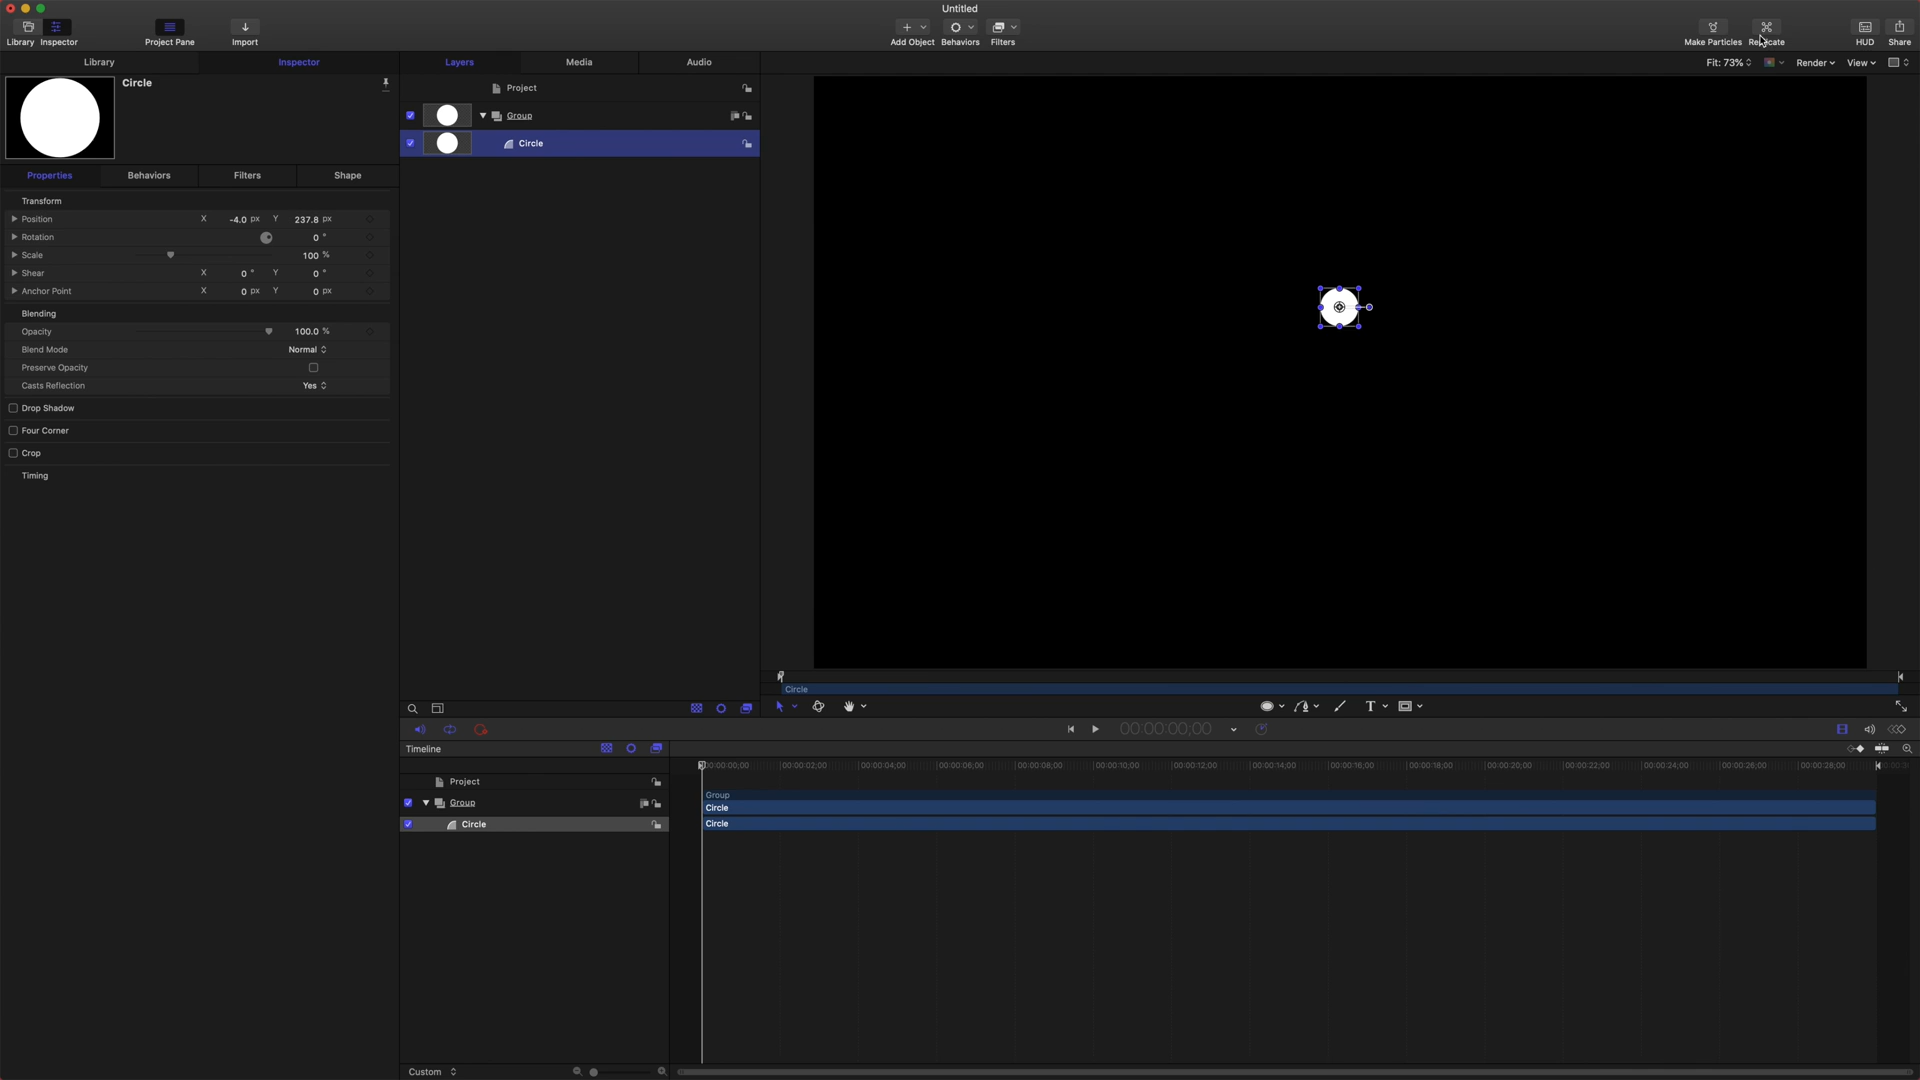 Untitled
Library Inspector Project Pane Import Add Object Behaviors Filters Make Particles Replicate HUD Share
Library Inspector Layers Media Audio Fit: 73% Render View
Circle
Project
Group
Circle
Properties Behaviors Filters Shape
Transform
Position X -4.0 px Y 237.8 px
Rotation 0 °
Scale 100 %
Shear X 0 ° Y 0 °
Anchor Point X 0 px Y 0 px
Blending
Opacity 100.0 %
Blend Mode Normal
Preserve Opacity
Casts Reflection Yes
Drop Shadow
Four Corner
Crop
Timing
Circle
T
00:00:00;00
Timeline
00:00:00;00 00:00:02;00 00:00:04;00 00:00:06;00 00:00:08;00 00:00:10;00 00:00:12;00 00:00:14;00 00:00:16;00 00:00:18;00 00:00:20;00 00:00:22;00 00:00:24;00 00:00:26;00 00:00:28;00
Project
Group Group
Circle
Circle Circle
Custom